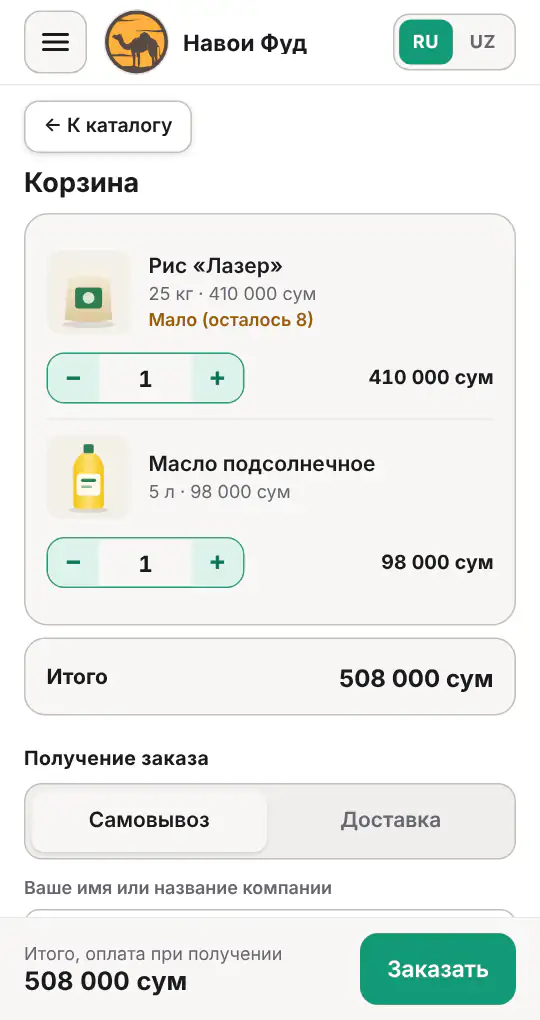 Навои Фуд
RU UZ
← К каталогу
Корзина
Рис «Лазер»
25 кг · 410 000 сум
Мало (осталось 8)
− 1 +
410 000 сум
Масло подсолнечное
5 л · 98 000 сум
− 1 +
98 000 сум
Итого
508 000 сум
Получение заказа
Самовывоз
Доставка
Ваше имя или название компании
Итого, оплата при получении
508 000 сум
Заказать